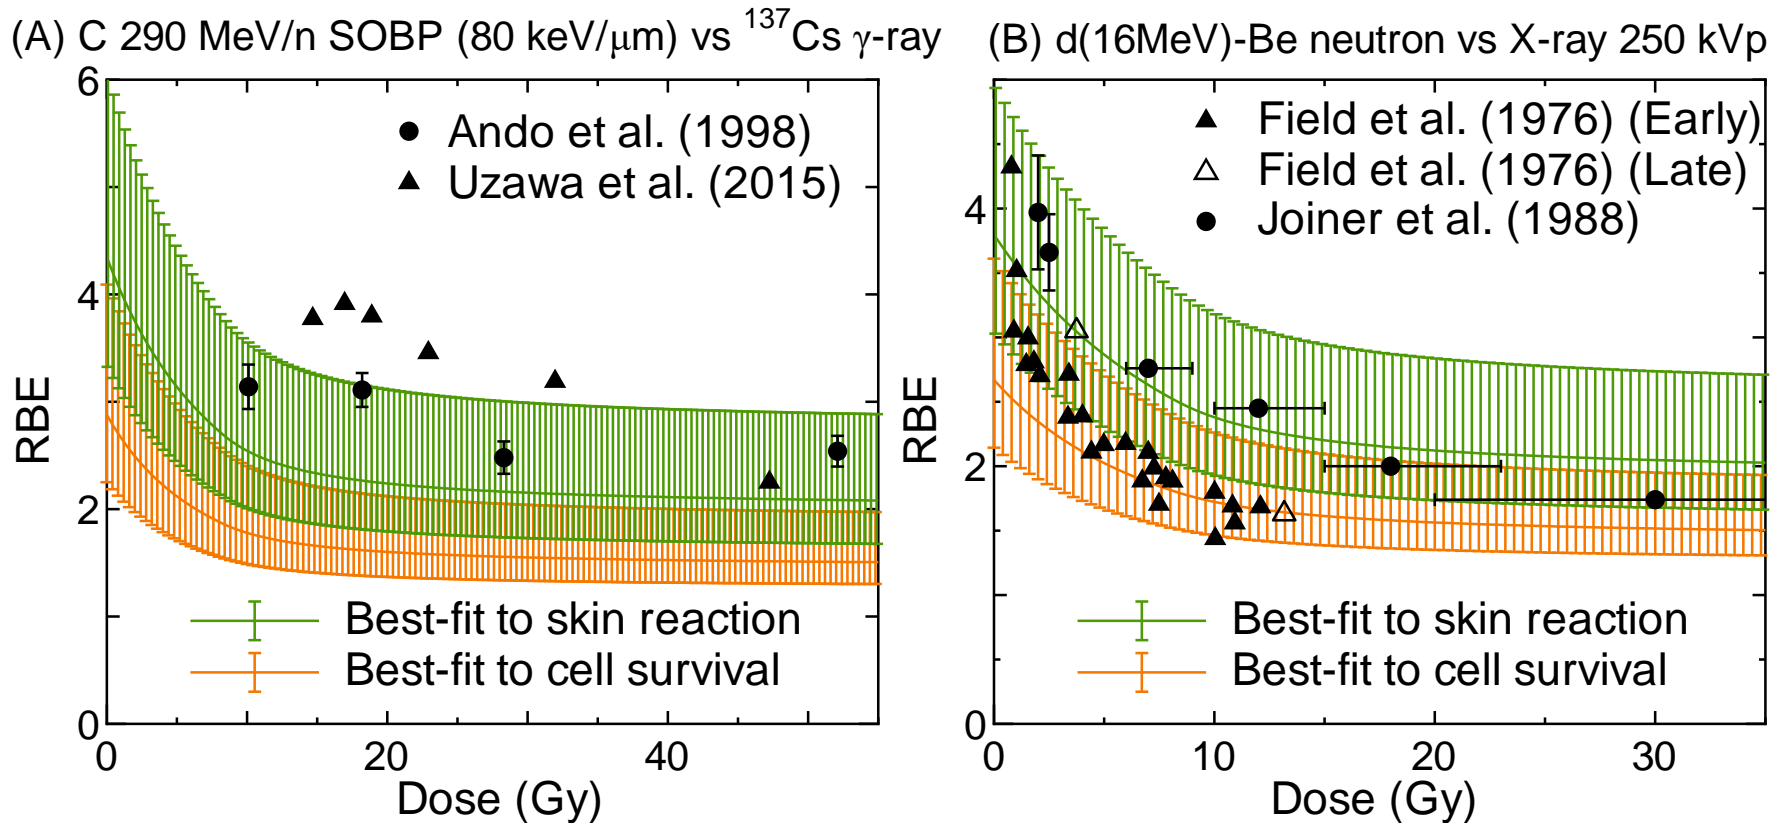 (A) C 290 MeV/n SOBP (80 keV/μm) vs ¹³⁷Cs γ-ray
6
4
2
0
RBE
Ando et al. (1998)
Uzawa et al. (2015)
Best-fit to skin reaction
Best-fit to cell survival
0 20 40
Dose (Gy)
(B) d(16MeV)-Be neutron vs X-ray 250 kVp
4
2
0
RBE
Field et al. (1976) (Early)
Field et al. (1976) (Late)
Joiner et al. (1988)
Best-fit to skin reaction
Best-fit to cell survival
0 10 20 30
Dose (Gy)